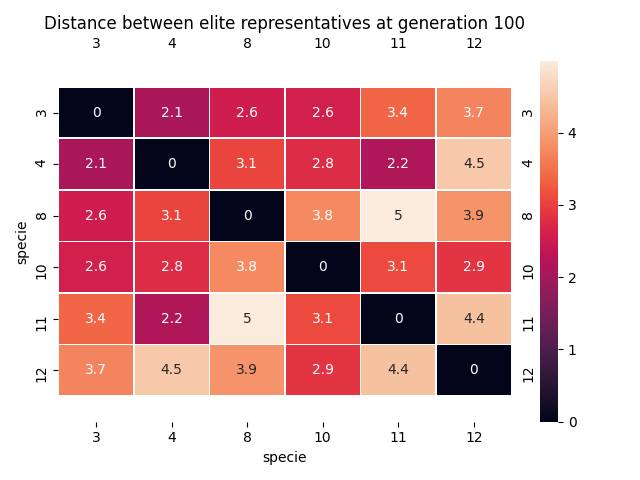 Distance between elite representatives at generation 100
3 4 8 10 11 12
3 0 2.1 2.6 2.6 3.4 3.7 3
4 2.1 0 3.1 2.8 2.2 4.5 4
8 2.6 3.1 0 3.8 5 3.9 8
10 2.6 2.8 3.8 0 3.1 2.9 10
11 3.4 2.2 5 3.1 0 4.4 11
12 3.7 4.5 3.9 2.9 4.4 0 12
3 4 8 10 11 12
specie
specie
4
3
2
1
0